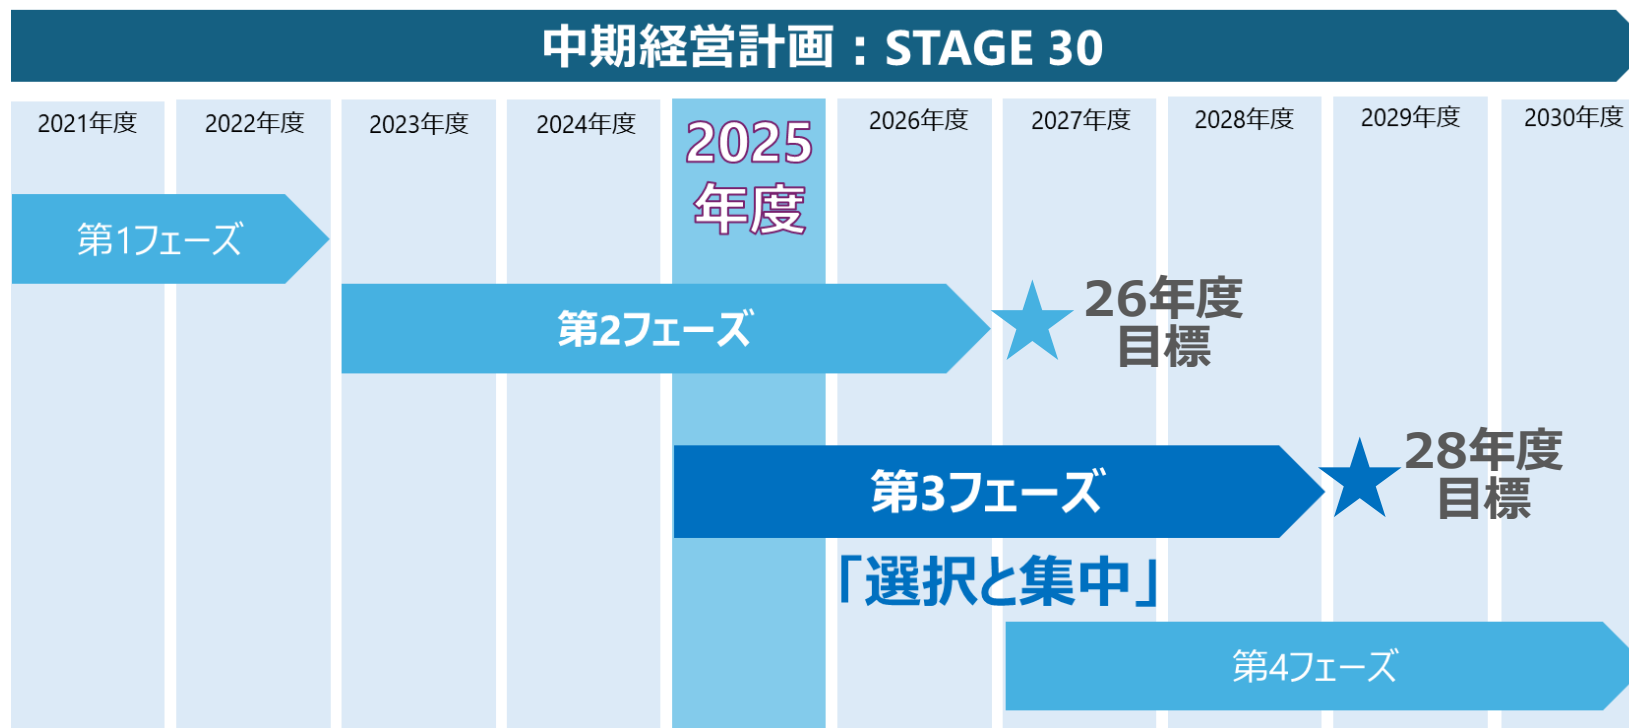 中期経営計画：STAGE 30
2021年度
2022年度
2023年度
2024年度
2025
年度
2026年度
2027年度
2028年度
2029年度
2030年度
第1フェーズ
第2フェーズ
26年度
目標
第3フェーズ
28年度
目標
「選択と集中」
第4フェーズ